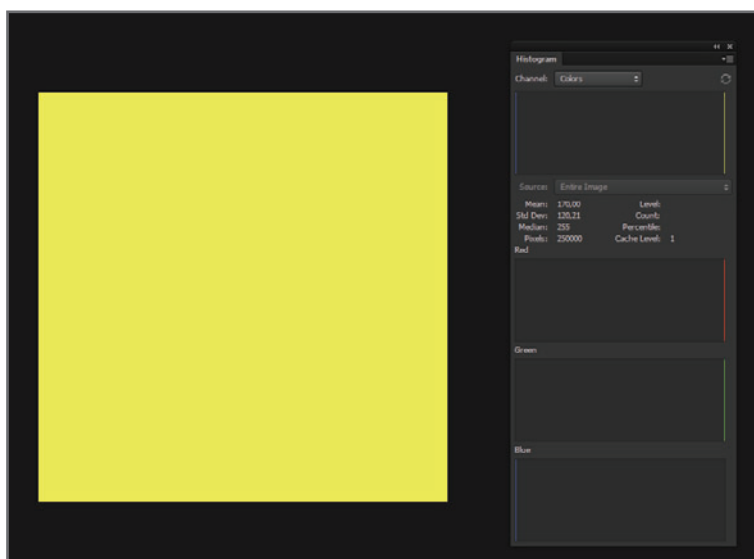 Histogram
Channel: Colors
Source: Entire Image
Mean: 170,00 Level:
Std Dev: 120,21 Count:
Median: 255 Percentile:
Pixels: 250000 Cache Level: 1
Red
Green
Blue